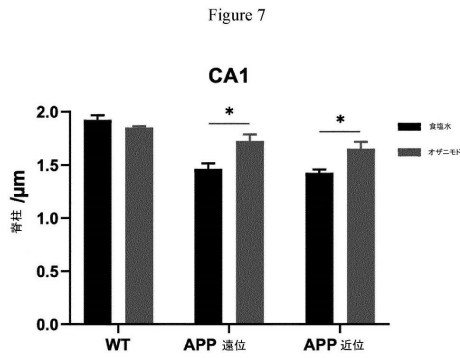 Figure 7
CA1
2.0
1.5
1.0
0.5
0.0
脊柱 /µm
*
*
食塩水
オザニモド
WT
APP 遠位
APP 近位